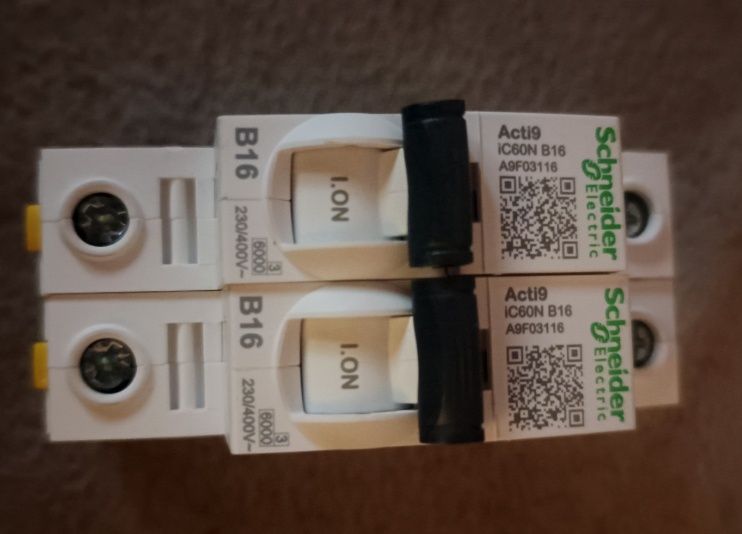 B16
230/400V~
6000
3
I.ON
Acti9
iC60N B16
A9F03116
Schneider
Electric
B16
230/400V~
6000
3
I.ON
Acti9
iC60N B16
A9F03116
Schneider
Electric